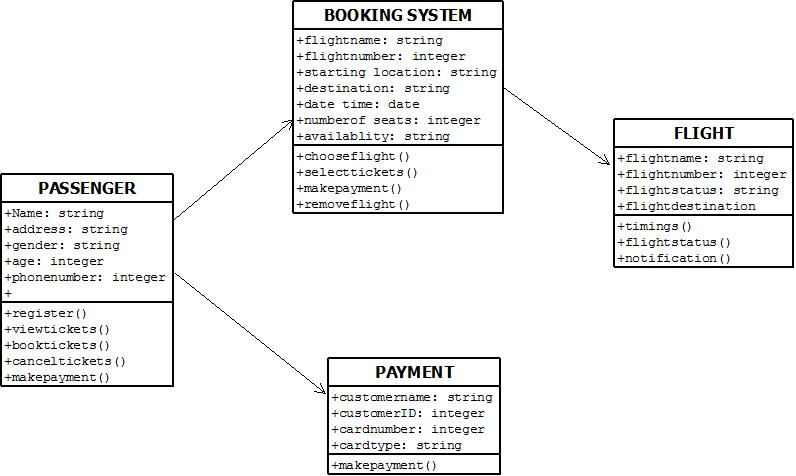 BOOKING SYSTEM
+flightname: string
+flightnumber: integer
+starting location: string
+destination: string
+date time: date
+numberof seats: integer
+availablity: string
+chooseflight()
+selecttickets()
+makepayment()
+removeflight()
FLIGHT
+flightname: string
+flightnumber: integer
+flightstatus: string
+flightdestination
+timings()
+flightstatus()
+notification()
PASSENGER
+Name: string
+address: string
+gender: string
+age: integer
+phonenumber: integer
+
+register()
+viewtickets()
+booktickets()
+canceltickets()
+makepayment()
PAYMENT
+customername: string
+customerID: integer
+cardnumber: integer
+cardtype: string
+makepayment()